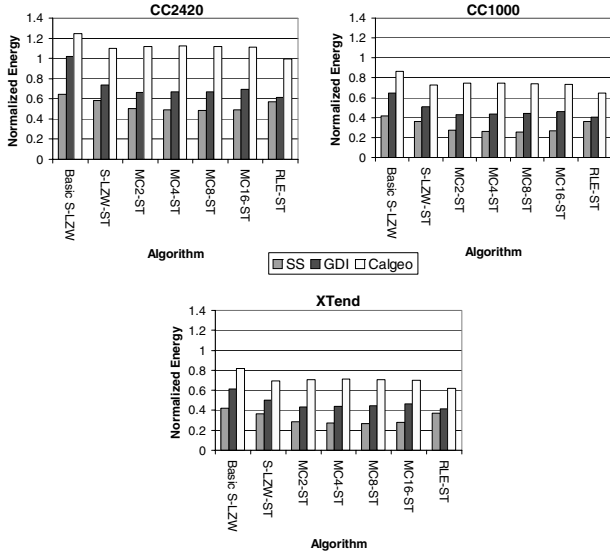 CC2420
Normalized Energy
1.4
1.2
1
0.8
0.6
0.4
0.2
0
Basic S-LZW
S-LZW-ST
MC2-ST
MC4-ST
MC8-ST
MC16-ST
RLE-ST
Algorithm
CC1000
Normalized Energy
1.4
1.2
1
0.8
0.6
0.4
0.2
0
Basic S-LZW
S-LZW-ST
MC2-ST
MC4-ST
MC8-ST
MC16-ST
RLE-ST
Algorithm
SS GDI Calgeo
XTend
Normalized Energy
1.4
1.2
1
0.8
0.6
0.4
0.2
0
Basic S-LZW
S-LZW-ST
MC2-ST
MC4-ST
MC8-ST
MC16-ST
RLE-ST
Algorithm